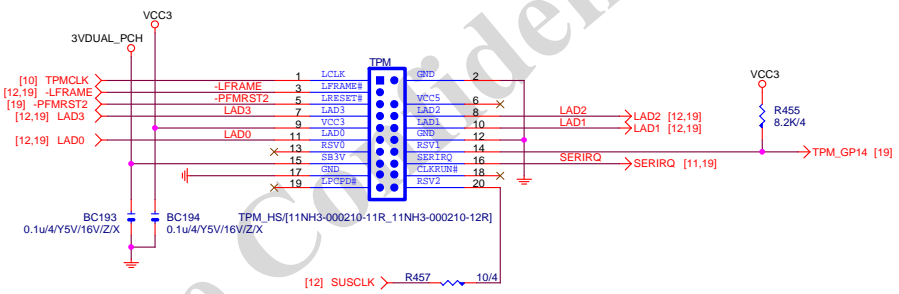 VCC3
3VDUAL_PCH
TPM
VCC3
[10] TPMCLK
1 LCLK GND 2
[12,19] -LFRAME -LFRAME 3 LFRAME#
[19] -PFMRST2 -PFMRST2 5 LRESET# VCC5 6
[12,19] LAD3 LAD3 7 LAD3 LAD2 8 LAD2 LAD2 [12,19]
9 VCC3 LAD1 10 LAD1 LAD1 [12,19]
[12,19] LAD0 LAD0 11 LAD0 GND 12
R455
8.2K/4
13 RSV0 RSV1 14 TPM_GP14 [19]
15 SB3V SERIRQ 16 SERIRQ SERIRQ [11,19]
17 GND CLKRUN# 18
19 LPCPD# RSV2 20
BC193
0.1u/4/Y5V/16V/Z/X
BC194
0.1u/4/Y5V/16V/Z/X
TPM_HS/[11NH3-000210-11R_11NH3-000210-12R]
[12] SUSCLK R457 10/4